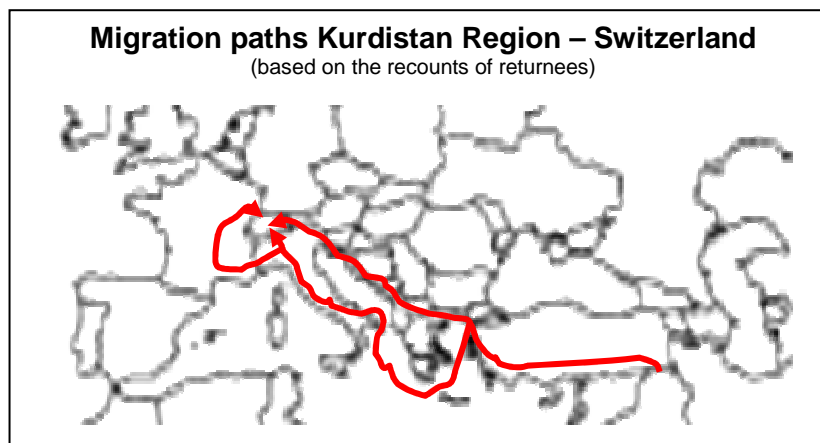 Migration paths Kurdistan Region – Switzerland
(based on the recounts of returnees)